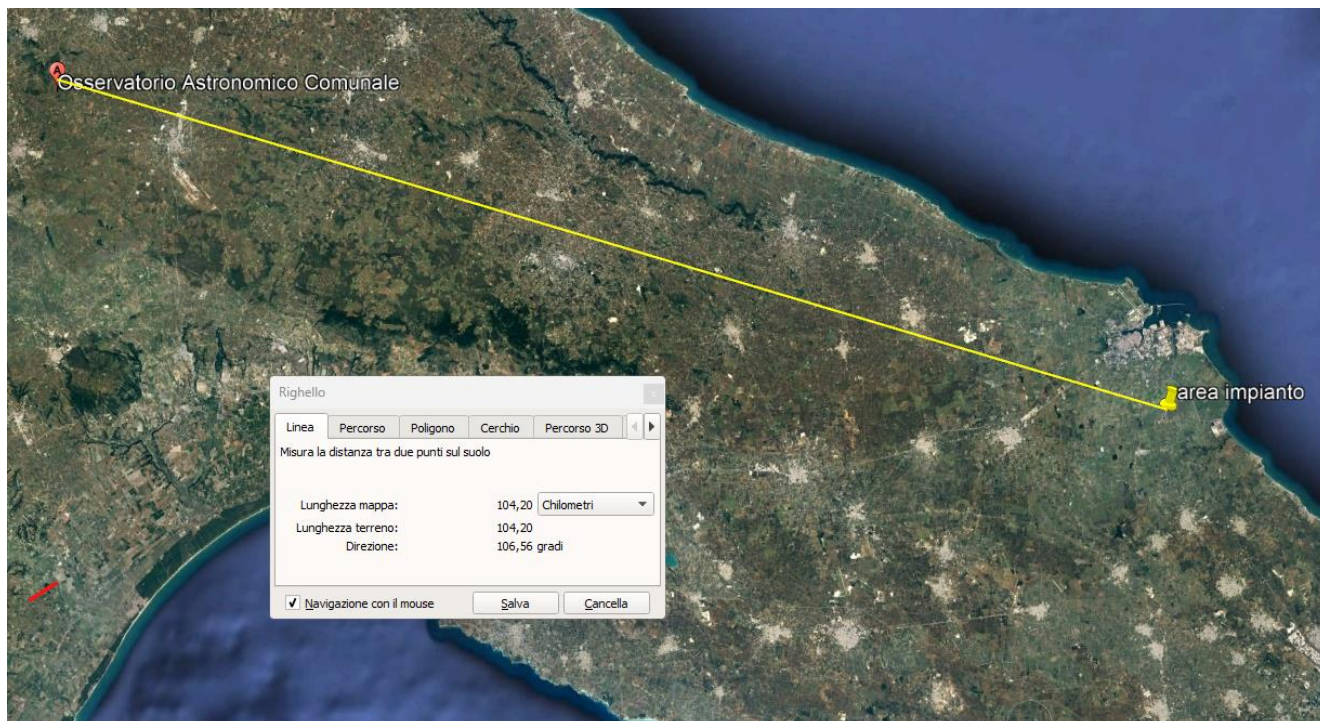 A
Osservatorio Astronomico Comunale
area impianto
Righello
Linea Percorso Poligono Cerchio Percorso 3D
Misura la distanza tra due punti sul suolo
Lunghezza mappa: 104,20 Chilometri
Lunghezza terreno: 104,20
Direzione: 106,56 gradi
Navigazione con il mouse Salva Cancella